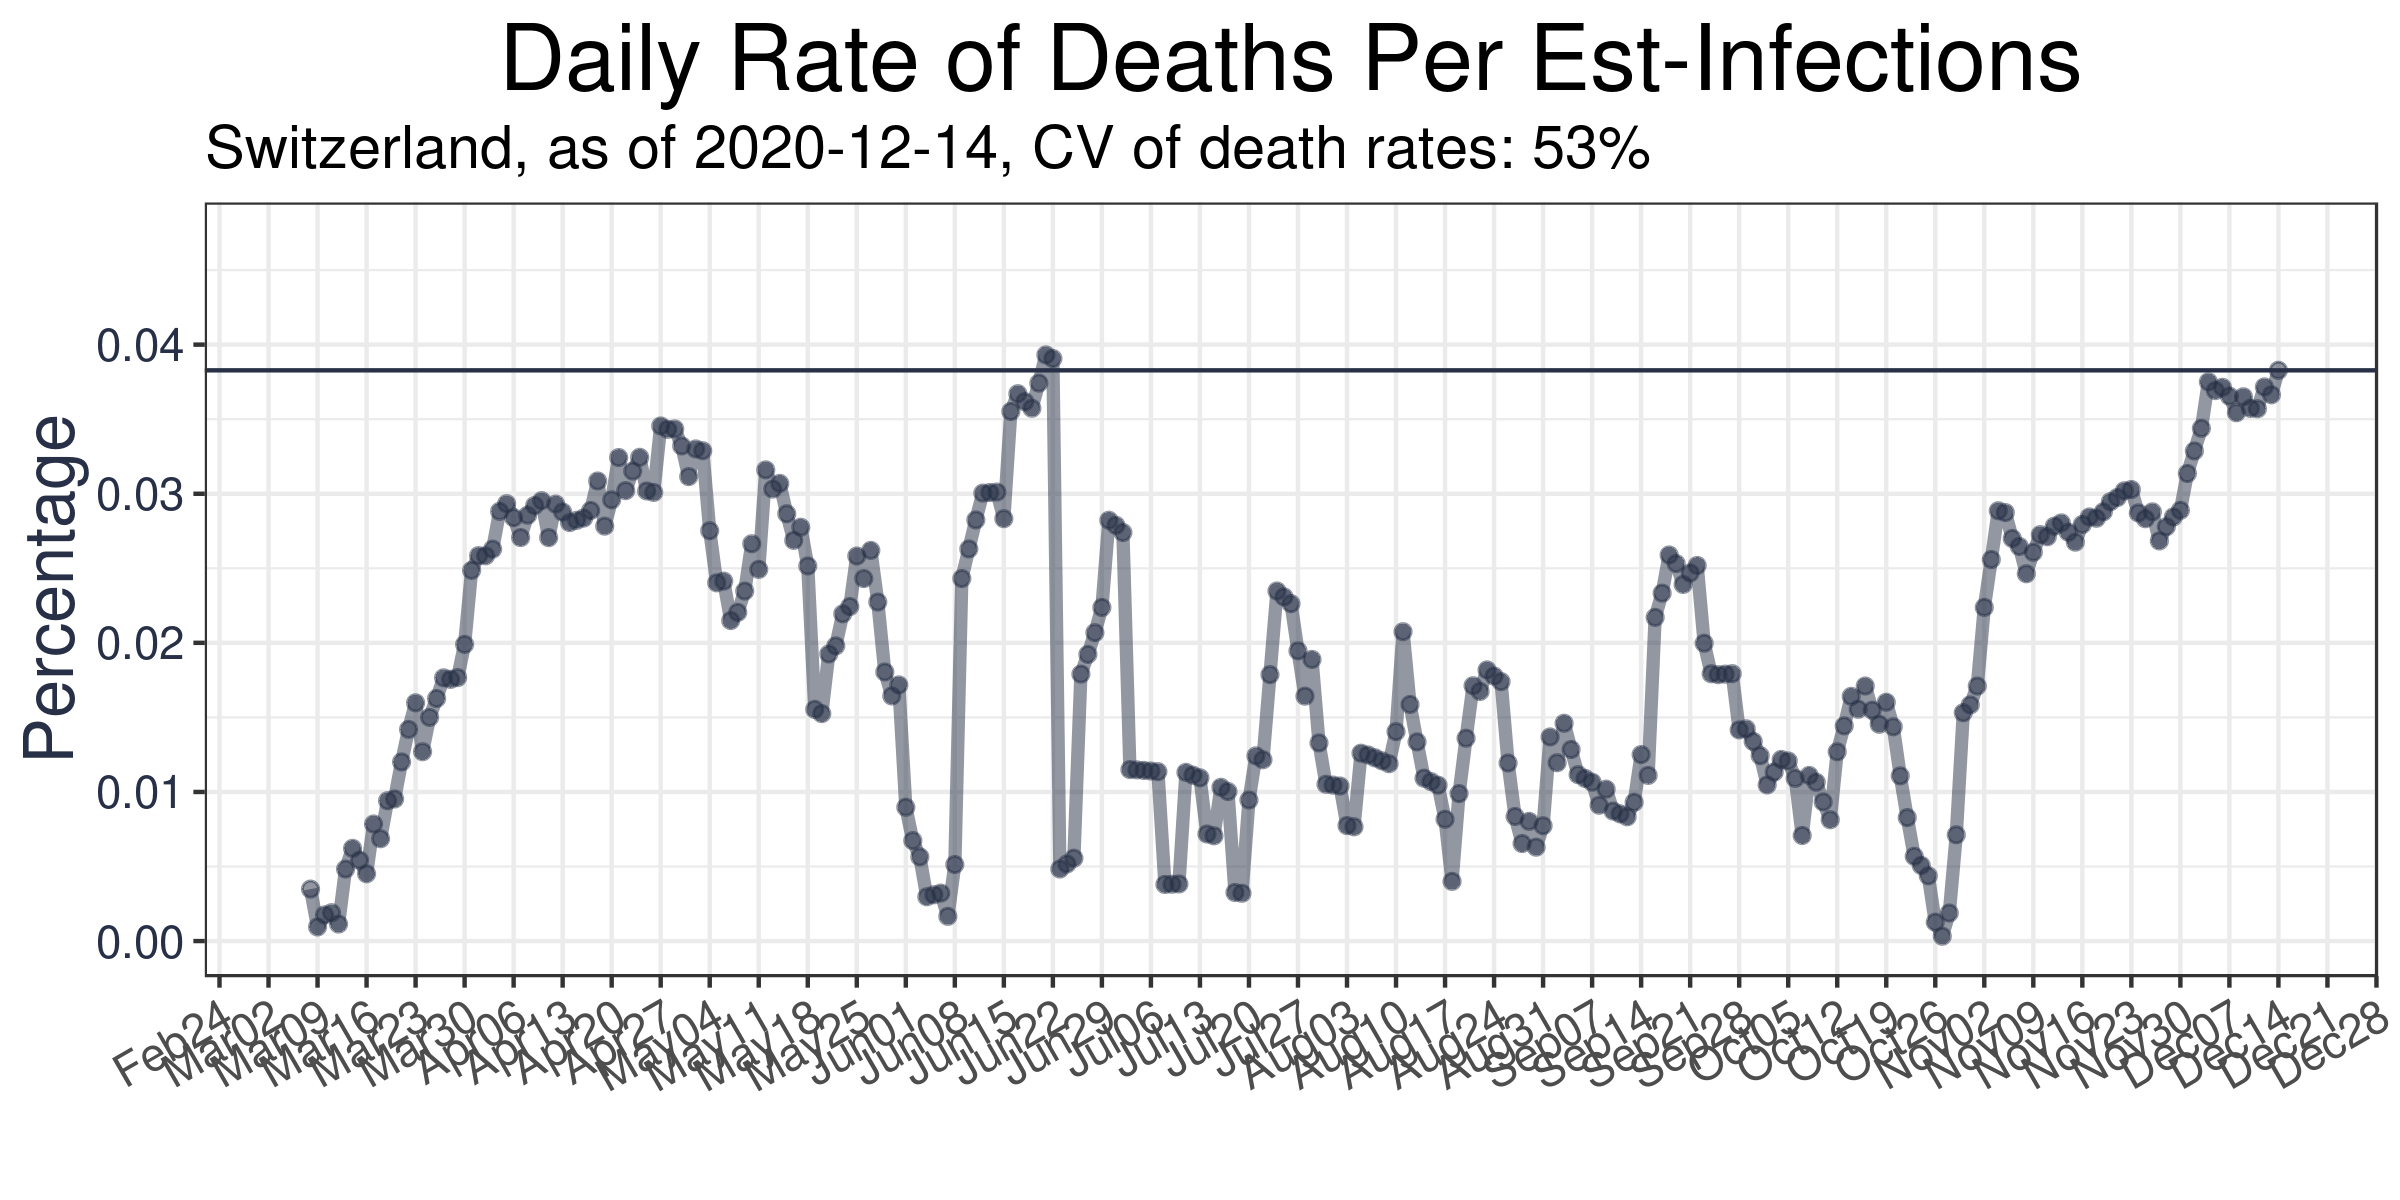 Daily Rate of Deaths Per Est-Infections
Switzerland, as of 2020-12-14, CV of death rates: 53%
Percentage
0.04
0.03
0.02
0.01
0.00
Feb24
Mar02
Mar09
Mar16
Mar23
Mar30
Apr06
Apr13
Apr20
Apr27
May04
May11
May18
May25
Jun01
Jun08
Jun15
Jun22
Jun29
Jul06
Jul13
Jul20
Jul27
Aug03
Aug10
Aug17
Aug24
Aug31
Sep07
Sep14
Sep21
Sep28
Oct05
Oct12
Oct19
Oct26
Nov02
Nov09
Nov16
Nov23
Nov30
Dec07
Dec14
Dec21
Dec28